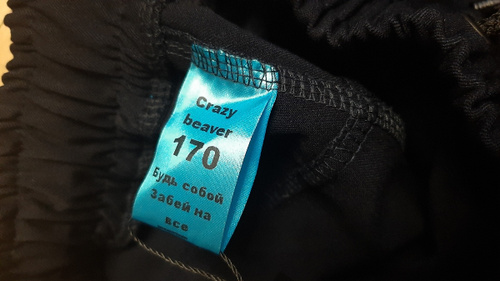 Crazy
beaver
170
Будь собой
Забей на
все